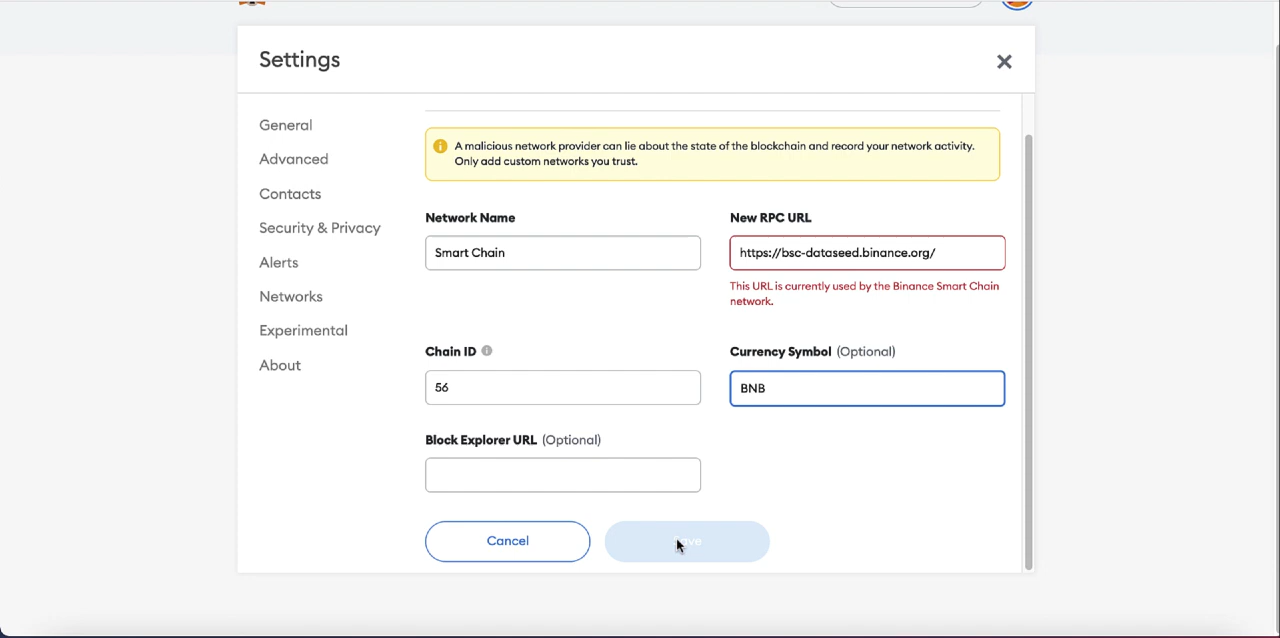 Settings
General
Advanced
Contacts
Security & Privacy
Alerts
Networks
Experimental
About
A malicious network provider can lie about the state of the blockchain and record your network activity.
Only add custom networks you trust.
Network Name
Smart Chain
New RPC URL
https://bsc-dataseed.binance.org/
This URL is currently used by the Binance Smart Chain
network.
Chain ID
56
Currency Symbol (Optional)
BNB
Block Explorer URL (Optional)
Cancel